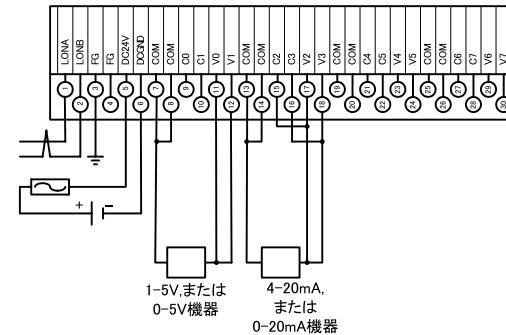 LONA
LONB
FG
FG
DC24V
DCGND
COM
COM
C0
C1
V0
V1
COM
COM
C2
C3
V2
V3
COM
COM
C4
C5
V4
V5
COM
COM
C6
C7
V6
V7
1
2
3
4
5
6
7
8
9
10
11
12
13
14
15
16
17
18
19
20
21
22
23
24
25
26
27
28
29
30
+ −
1-5V,または
0-5V機器
4-20mA,
または
0-20mA機器